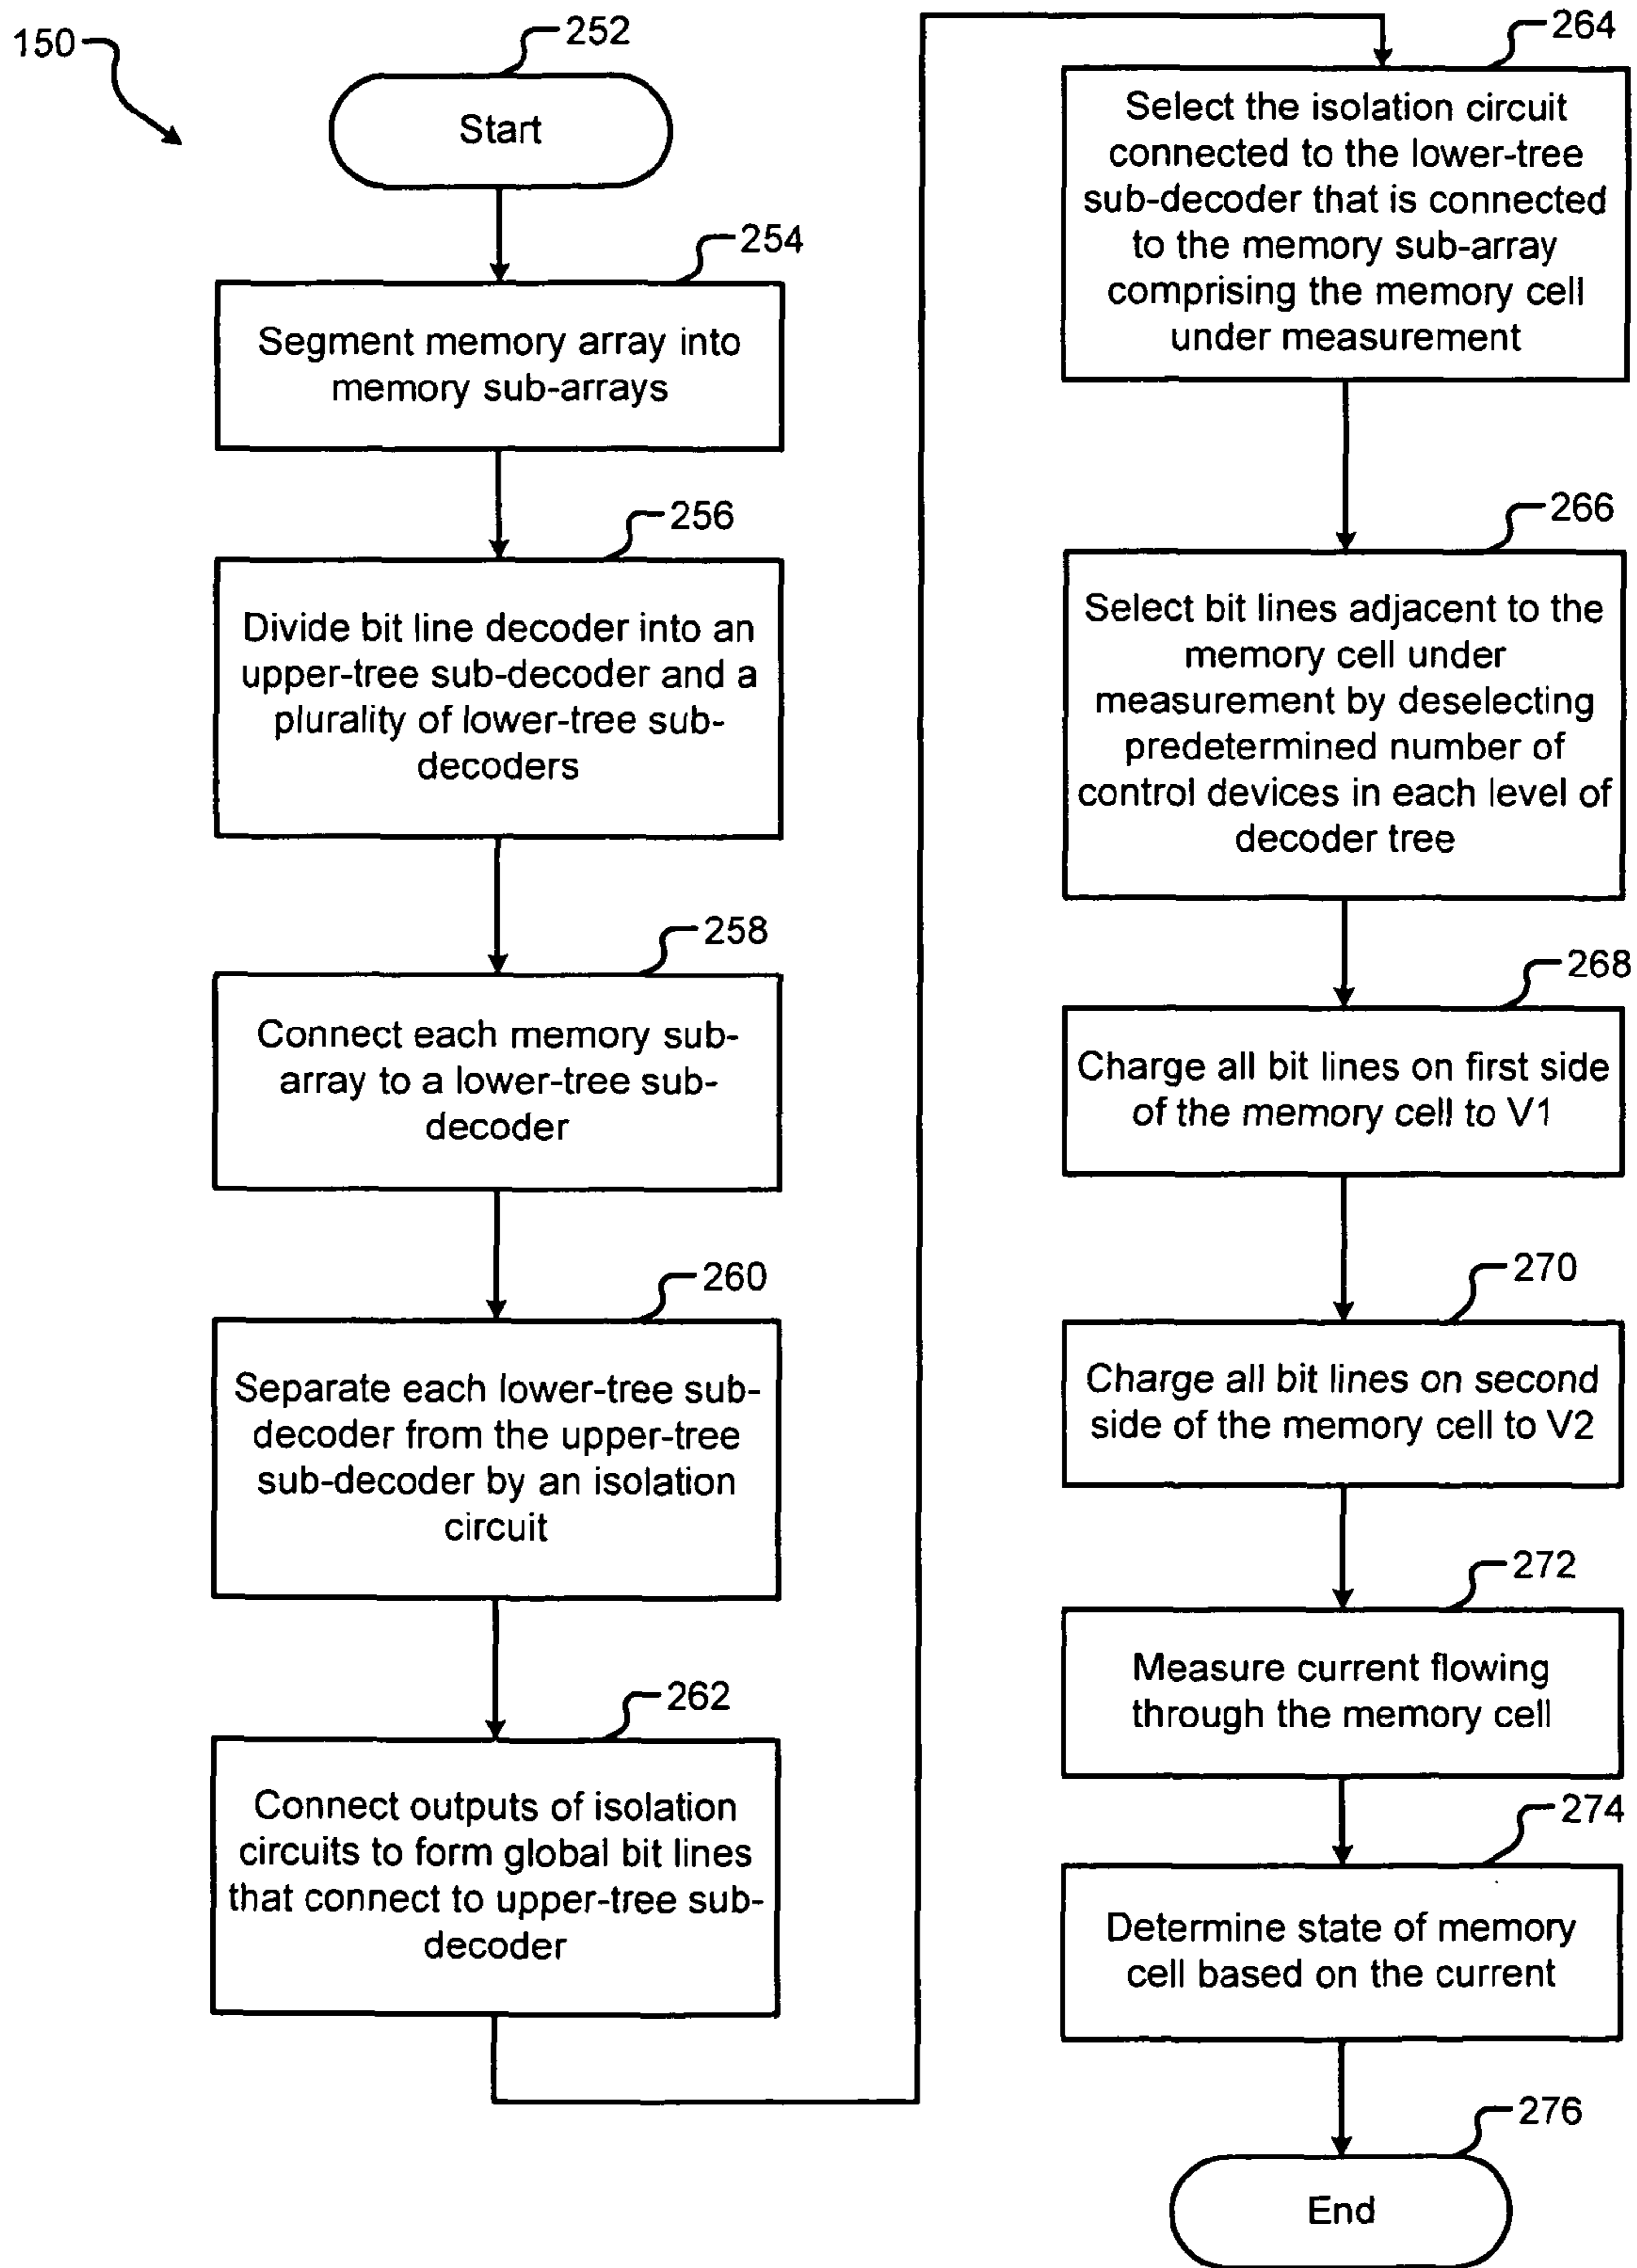 150
252
Start
254
Segment memory array into
memory sub-arrays
256
Divide bit line decoder into an
upper-tree sub-decoder and a
plurality of lower-tree sub-
decoders
258
Connect each memory sub-
array to a lower-tree sub-
decoder
260
Separate each lower-tree sub-
decoder from the upper-tree
sub-decoder by an isolation
circuit
262
Connect outputs of isolation
circuits to form global bit lines
that connect to upper-tree sub-
decoder
264
Select the isolation circuit
connected to the lower-tree
sub-decoder that is connected
to the memory sub-array
comprising the memory cell
under measurement
266
Select bit lines adjacent to the
memory cell under
measurement by deselecting
predetermined number of
control devices in each level of
decoder tree
268
Charge all bit lines on first side
of the memory cell to V1
270
Charge all bit lines on second
side of the memory cell to V2
272
Measure current flowing
through the memory cell
274
Determine state of memory
cell based on the current
276
End